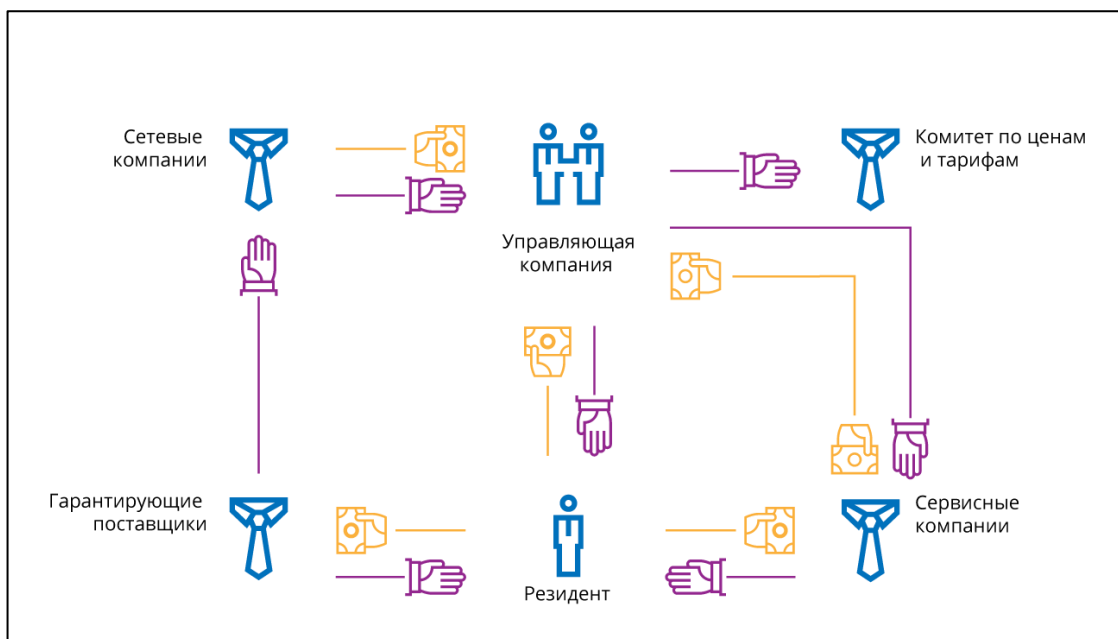 Сетевые
компании
Управляющая
компания
Комитет по ценам
и тарифам
Гарантирующие
поставщики
Резидент
Сервисные
компании